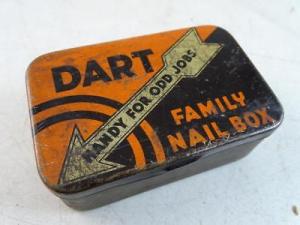 DART
HANDY FOR ODD JOBS
FAMILY
NAIL BOX